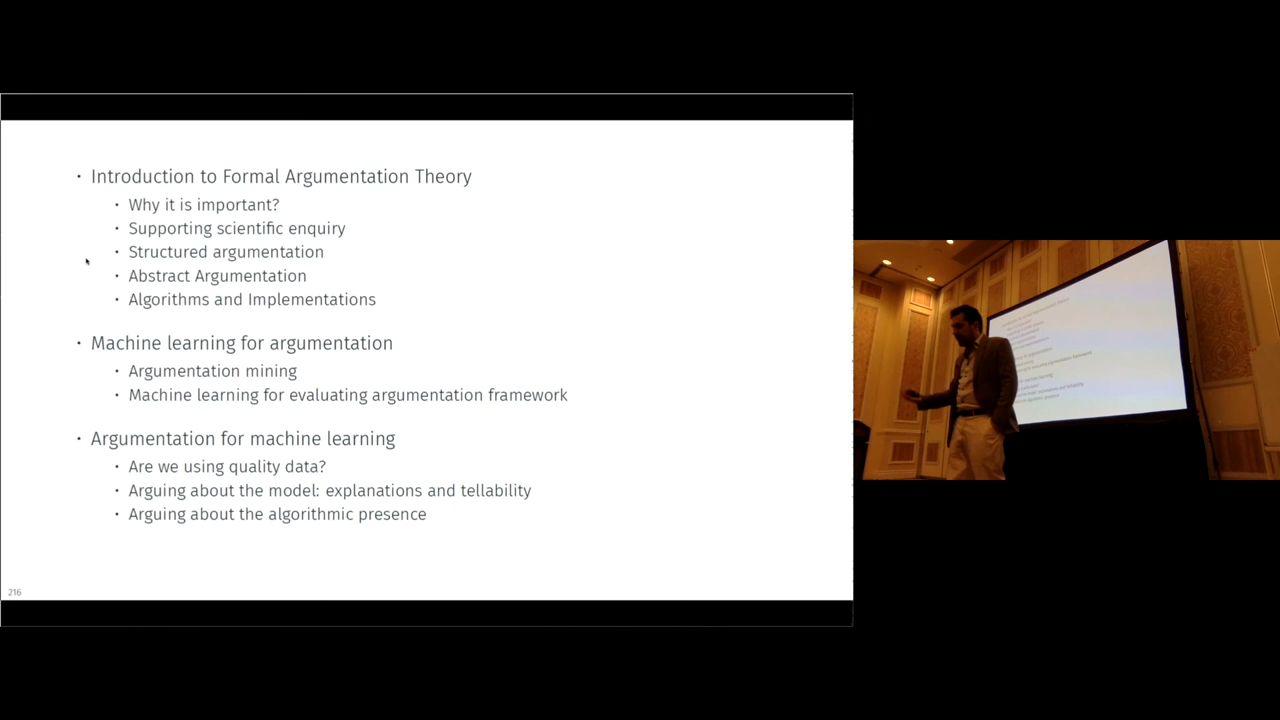 · Introduction to Formal Argumentation Theory
· Why it is important?
· Supporting scientific enquiry
· Structured argumentation
· Abstract Argumentation
· Algorithms and Implementations
· Machine learning for argumentation
· Argumentation mining
· Machine learning for evaluating argumentation framework
· Argumentation for machine learning
· Are we using quality data?
· Arguing about the model: explanations and tellability
· Arguing about the algorithmic presence
216